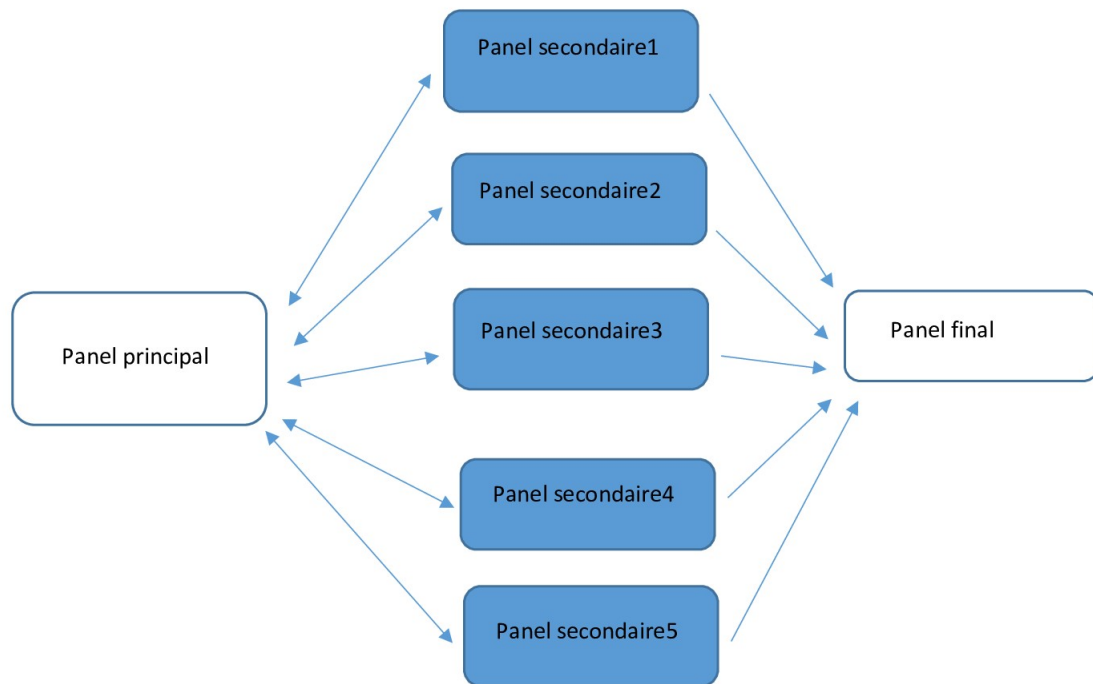 Panel secondaire1
Panel secondaire2
Panel secondaire3
Panel principal
Panel final
Panel secondaire4
Panel secondaire5